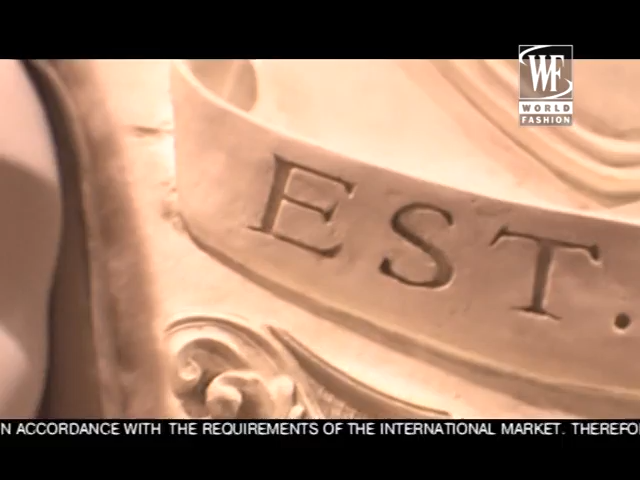 WF
WORLD
FASHION
EST.
N ACCORDANCE WITH THE REQUIREMENTS OF THE INTERNATIONAL MARKET. THEREFO